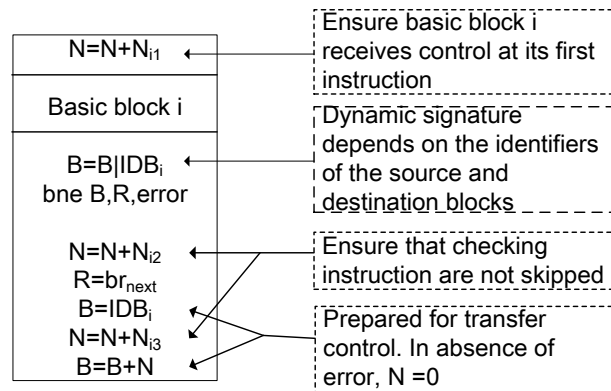 N=N+Ni1
Basic block i
B=B|IDBi
bne B,R,error
N=N+Ni2
R=brnext
B=IDBi
N=N+Ni3
B=B+N
Ensure basic block i
receives control at its first
instruction
Dynamic signature
depends on the identifiers
of the source and
destination blocks
Ensure that checking
instruction are not skipped
Prepared for transfer
control. In absence of
error, N =0